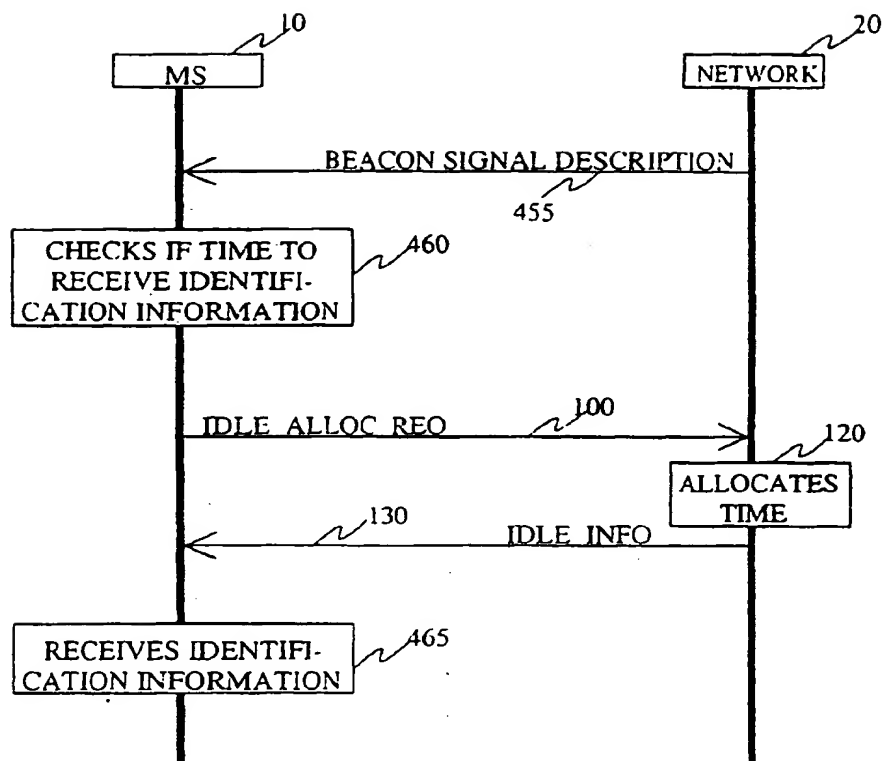 10
20
MS
NETWORK
BEACON SIGNAL DESCRIPTION
455
CHECKS IF TIME TO
RECEIVE IDENTIFI-
CATION INFORMATION
460
IDLE_ALLOC_REQ
100
120
ALLOCATES
TIME
130
IDLE_INFO
RECEIVES IDENTIFI-
CATION INFORMATION
465